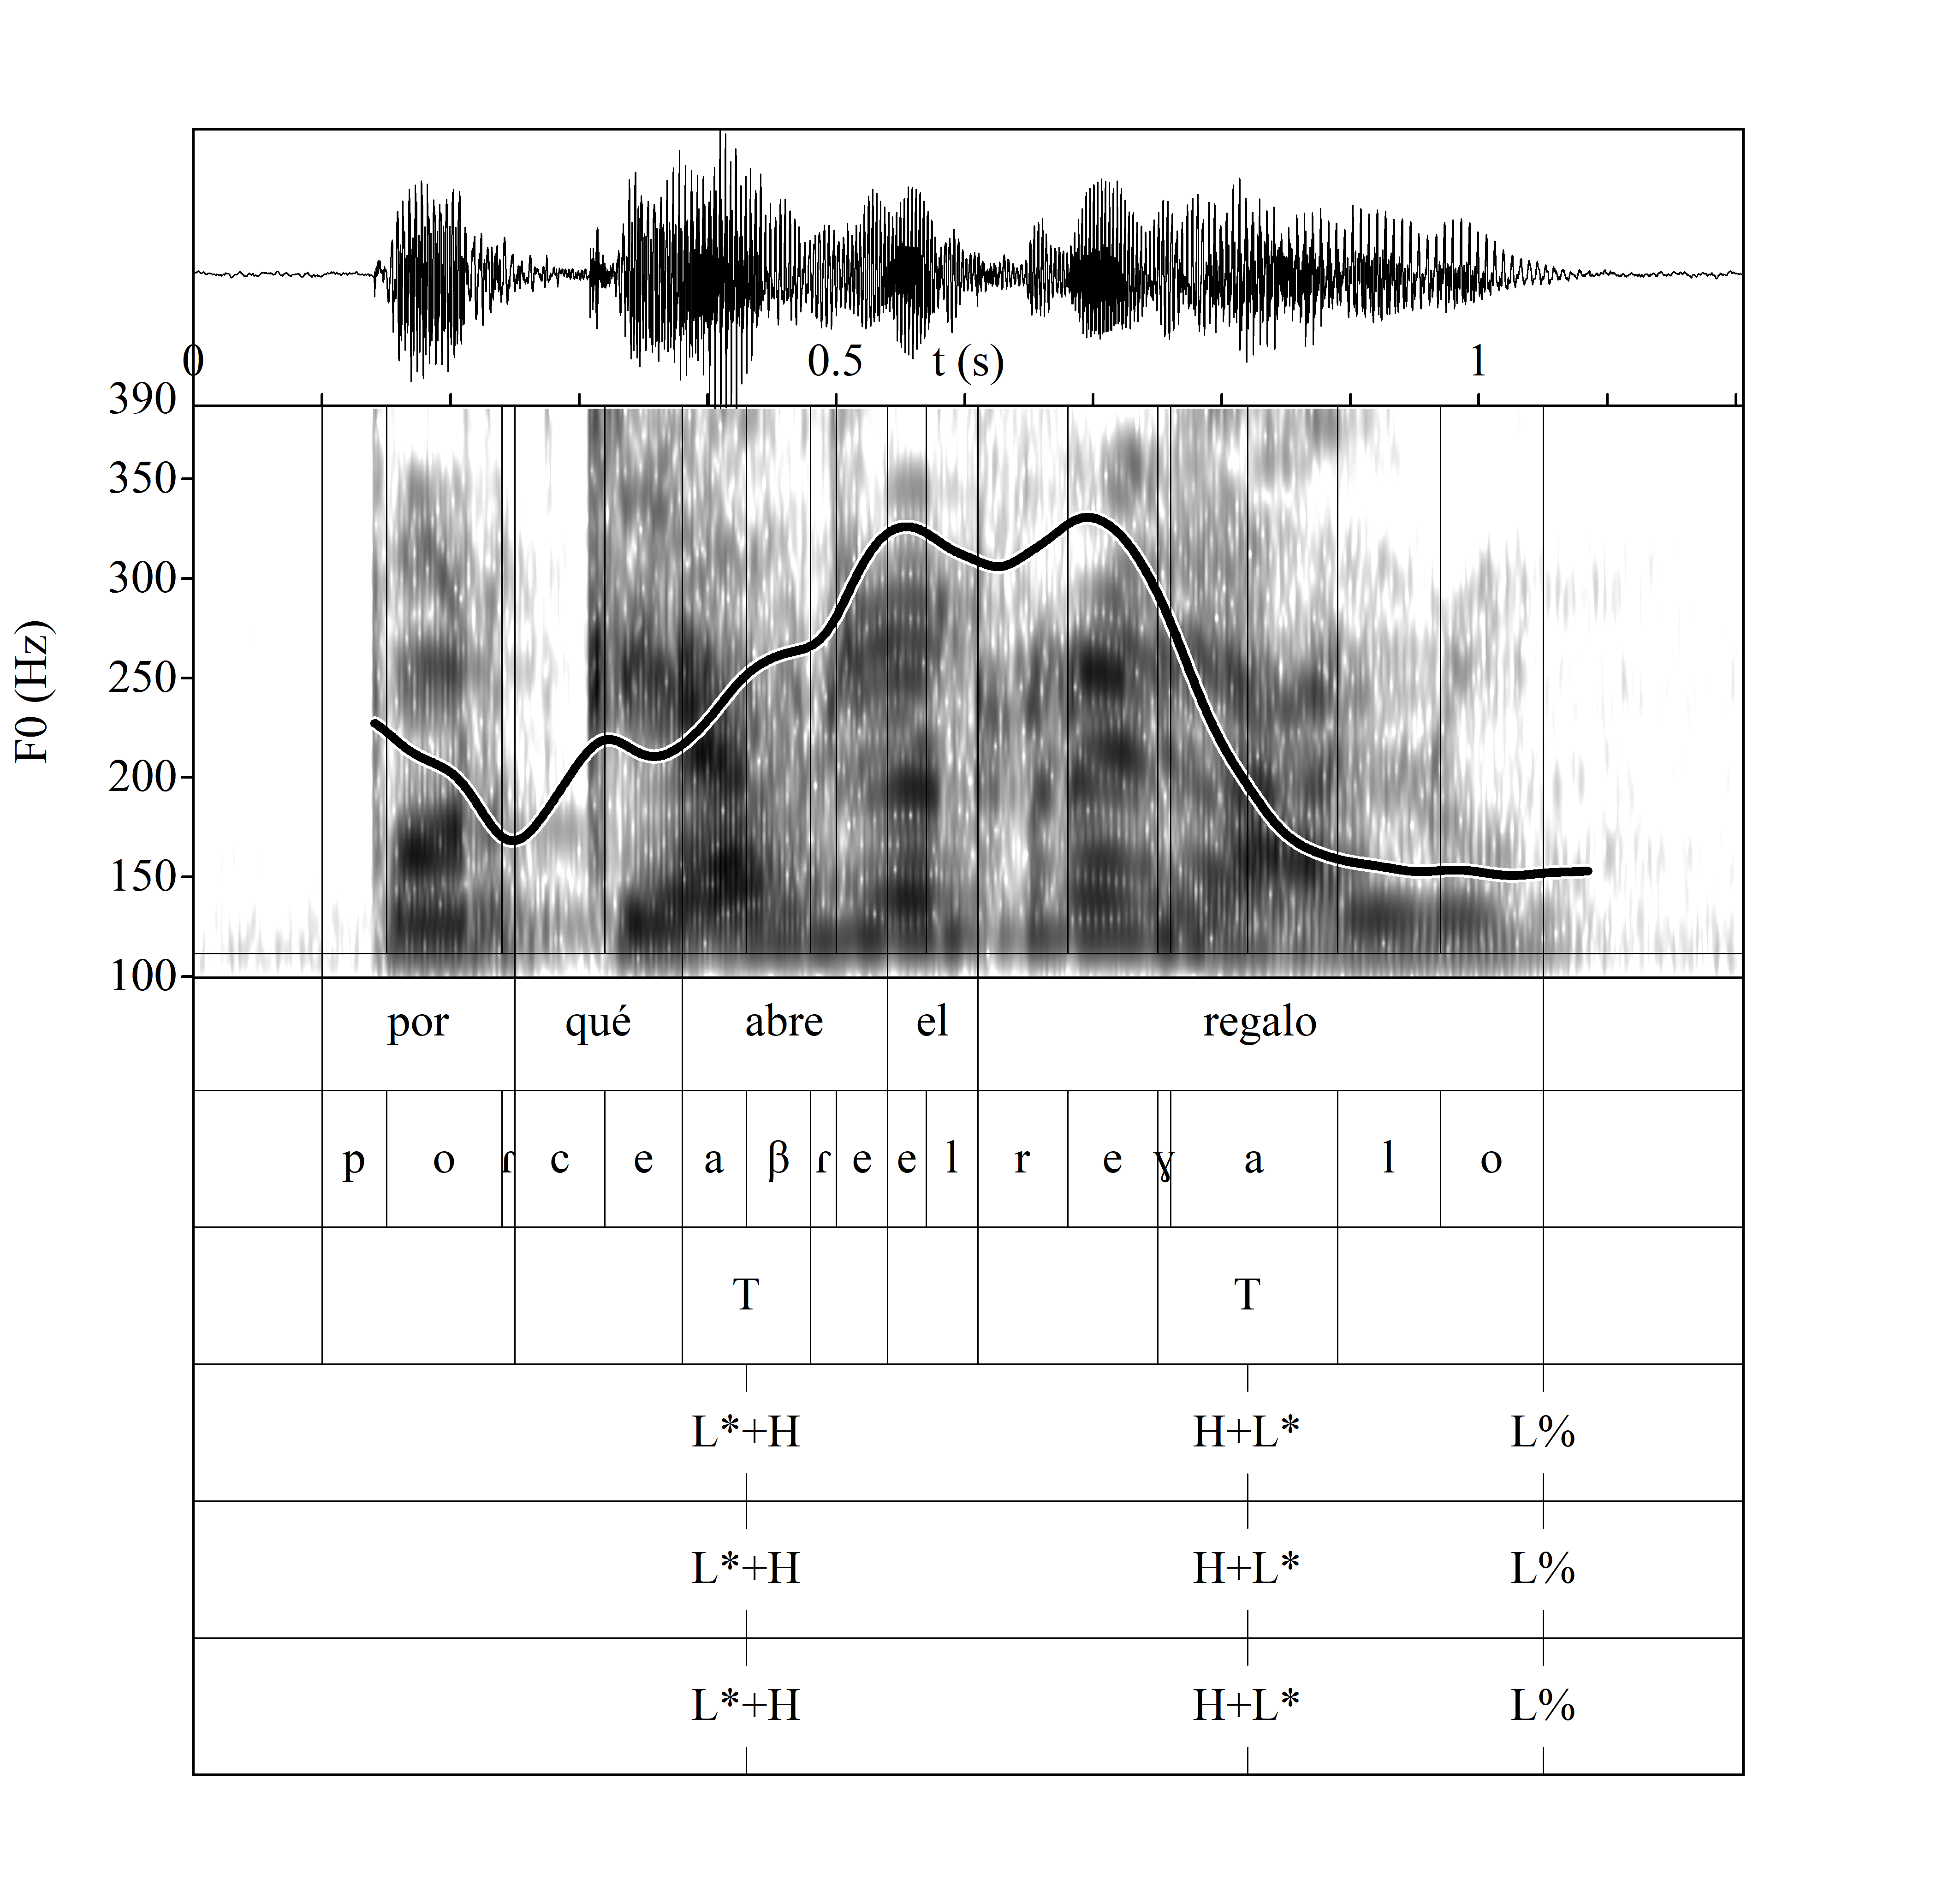 0 0.5 t (s) 1
390
350
300
250
200
150
100
F0 (Hz)
por qué abre el regalo
p o ɾ c e a β ɾ e e l r e ɣ a l o
T T
L*+H H+L* L%
L*+H H+L* L%
L*+H H+L* L%